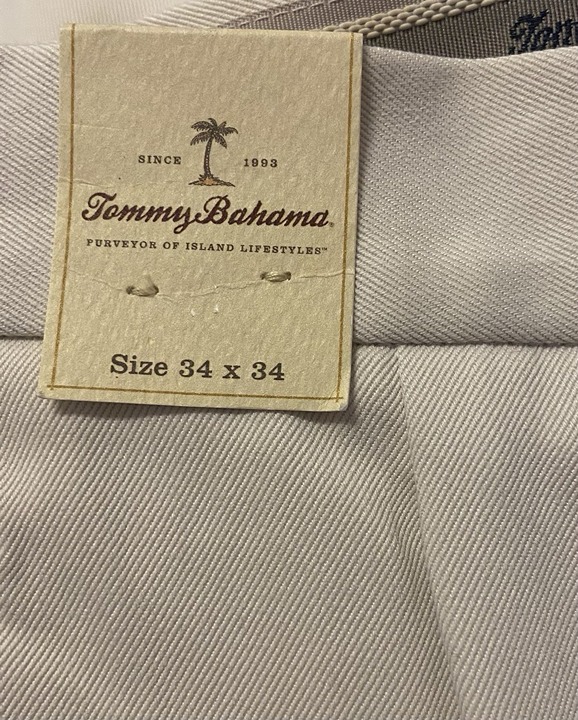 SINCE 1993
Tommy Bahama®
PURVEYOR OF ISLAND LIFESTYLES™
Size 34 x 34